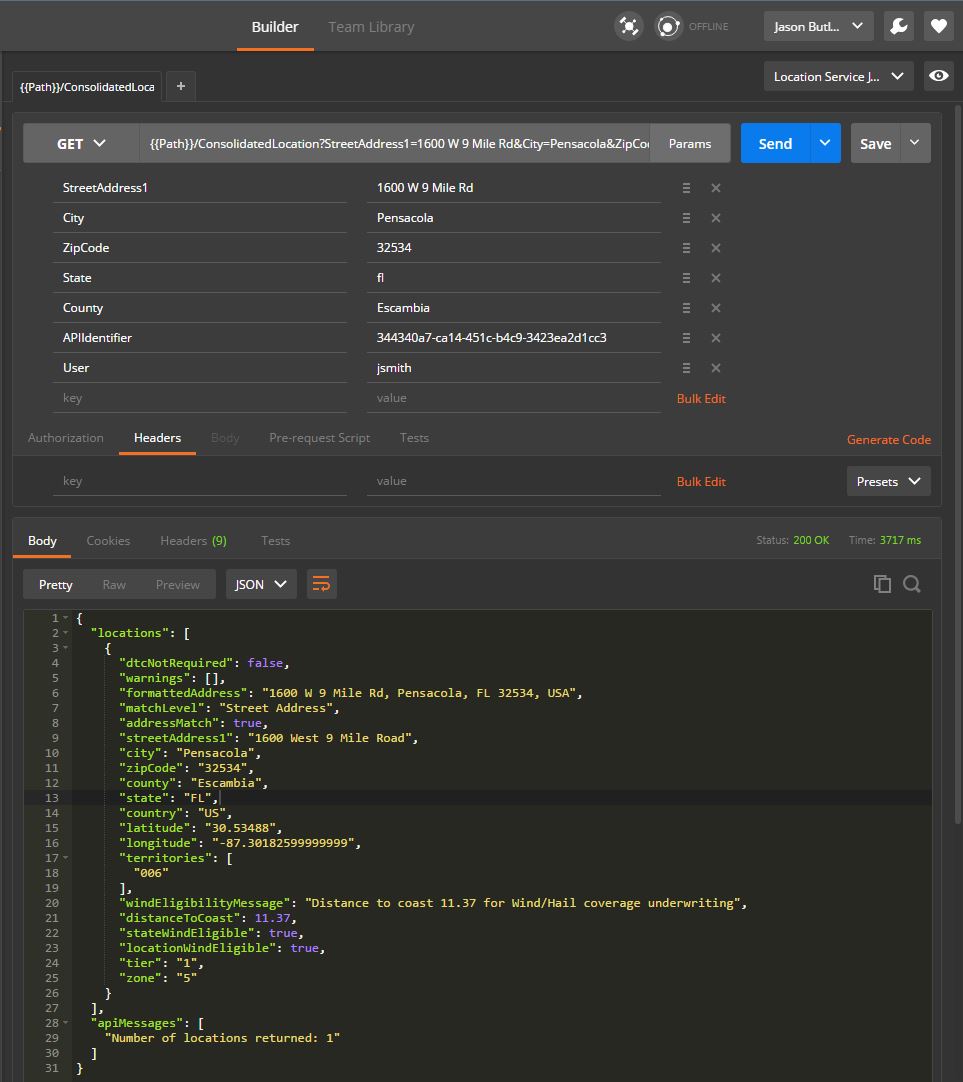 Builder Team Library OFFLINE Jason Butl...
{{Path}}/ConsolidatedLoca + Location Service J...
GET {{Path}}/ConsolidatedLocation?StreetAddress1=1600 W 9 Mile Rd&City=Pensacola&ZipCo Params Send Save
StreetAddress1 1600 W 9 Mile Rd
City Pensacola
ZipCode 32534
State fl
County Escambia
APIIdentifier 344340a7-ca14-451c-b4c9-3423ea2d1cc3
User jsmith
key value Bulk Edit
Authorization Headers Body Pre-request Script Tests Generate Code
key value Bulk Edit Presets
Body Cookies Headers (9) Tests Status: 200 OK Time: 3717 ms
Pretty Raw Preview JSON
1 {
2 "locations": [
3 {
4 "dtcNotRequired": false,
5 "warnings": [],
6 "formattedAddress": "1600 W 9 Mile Rd, Pensacola, FL 32534, USA",
7 "matchLevel": "Street Address",
8 "addressMatch": true,
9 "streetAddress1": "1600 West 9 Mile Road",
10 "city": "Pensacola",
11 "zipCode": "32534",
12 "county": "Escambia",
13 "state": "FL",
14 "country": "US",
15 "latitude": "30.53488",
16 "longitude": "-87.30182599999999",
17 "territories": [
18 "006"
19 ],
20 "windEligibilityMessage": "Distance to coast 11.37 for Wind/Hail coverage underwriting",
21 "distanceToCoast": 11.37,
22 "stateWindEligible": true,
23 "locationWindEligible": true,
24 "tier": "1",
25 "zone": "5"
26 }
27 ],
28 "apiMessages": [
29 "Number of locations returned: 1"
30 ]
31 }